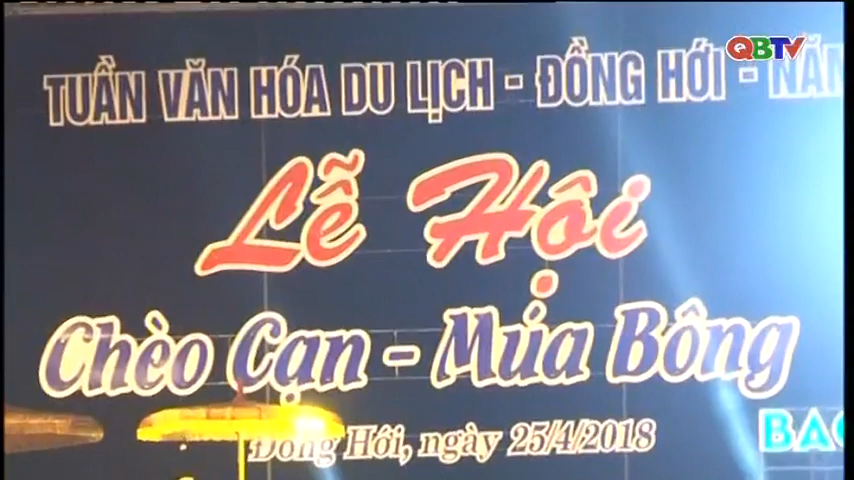 QBTV
TUẦN VĂN HÓA DU LỊCH - ĐỒNG HỚI - NĂM
Lễ Hội
Chèo Cạn - Múa Bông
Đồng Hới, ngày 25/4/2018